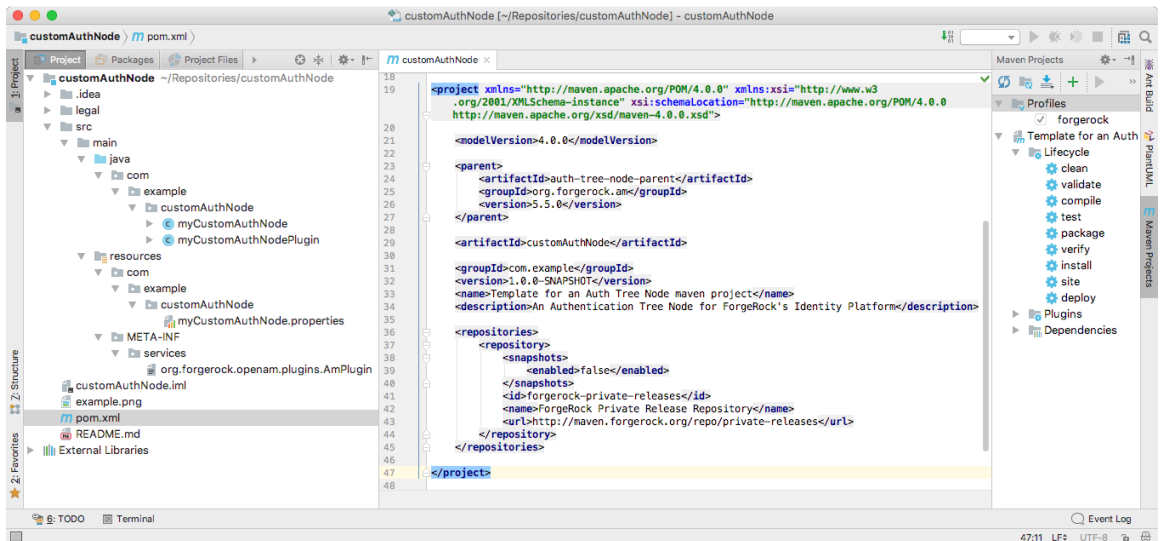 customAuthNode [~/Repositories/customAuthNode] - customAuthNode
customAuthNode
pom.xml
Project
Packages
Project Files
customAuthNode
Maven Projects
1: Project
7: Structure
2: Favorites
customAuthNode ~/Repositories/customAuthNode
.idea
legal
src
main
java
com
example
customAuthNode
myCustomAuthNode
myCustomAuthNodePlugin
resources
com
example
customAuthNode
myCustomAuthNode.properties
META-INF
services
org.forgerock.openam.plugins.AmPlugin
customAuthNode.iml
example.png
pom.xml
README.md
External Libraries
18
19 <project xmlns="http://maven.apache.org/POM/4.0.0" xmlns:xsi="http://www.w3
.org/2001/XMLSchema-instance" xsi:schemaLocation="http://maven.apache.org/POM/4.0.0
http://maven.apache.org/xsd/maven-4.0.0.xsd">
20
21 <modelVersion>4.0.0</modelVersion>
22
23 <parent>
24 <artifactId>auth-tree-node-parent</artifactId>
25 <groupId>org.forgerock.am</groupId>
26 <version>5.5.0</version>
27 </parent>
28
29 <artifactId>customAuthNode</artifactId>
30
31 <groupId>com.example</groupId>
32 <version>1.0.0-SNAPSHOT</version>
33 <name>Template for an Auth Tree Node maven project</name>
34 <description>An Authentication Tree Node for ForgeRock's Identity Platform</description>
35
36 <repositories>
37 <repository>
38 <snapshots>
39 <enabled>false</enabled>
40 </snapshots>
41 <id>forgerock-private-releases</id>
42 <name>ForgeRock Private Release Repository</name>
43 <url>http://maven.forgerock.org/repo/private-releases</url>
44 </repository>
45 </repositories>
46
47 </project>
48
Profiles
forgerock
Template for an Auth
Lifecycle
clean
validate
compile
test
package
verify
install
site
deploy
Plugins
Dependencies
Ant Build
PlantUML
Maven Projects
6: TODO
Terminal
Event Log
47:11 LF UTF-8